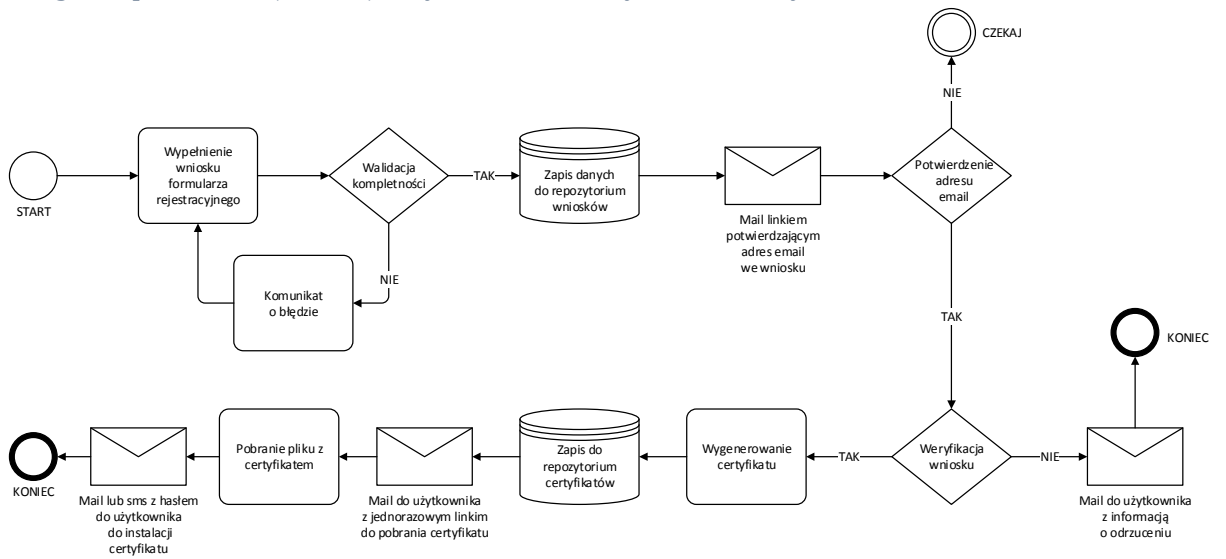 CZEKAJ
NIE
START
Wypełnienie
wniosku
formularza
rejestracyjnego
Walidacja
kompletności
TAK
Zapis danych
do repozytorium
wniosków
Mail linkiem
potwierdzającym
adres email
we wniosku
Potwierdzenie
adresu
email
NIE
Komunikat
o błędzie
TAK
KONIEC
KONIEC
Mail lub sms z hasłem
do użytkownika
do instalacji
certyfikatu
Pobranie pliku z
certyfikatem
Mail do użytkownika
z jednorazowym linkim
do pobrania certyfikatu
Zapis do
repozytorium
certyfikatów
Wygenerowanie
certyfikatu
TAK
Weryfikacja
wniosku
NIE
Mail do użytkownika
z informacją
o odrzuceniu